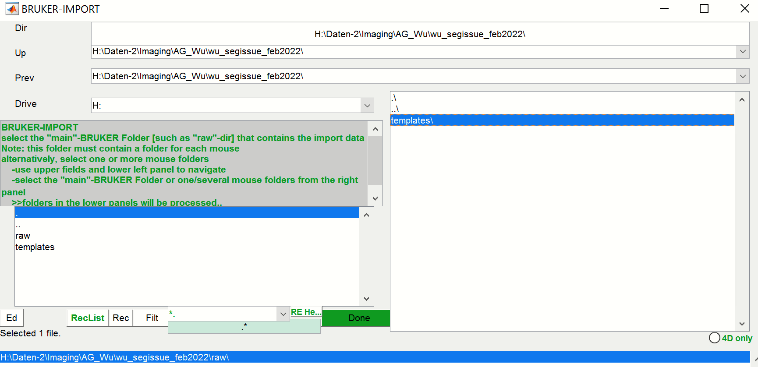 BRUKER-IMPORT
Dir
H:\Daten-2\Imaging\AG_Wu\wu_segissue_feb2022\
Up
H:\Daten-2\Imaging\AG_Wu\wu_segissue_feb2022\
Prev
H:\Daten-2\Imaging\AG_Wu\wu_segissue_feb2022\
Drive
H:
BRUKER-IMPORT
select the "main"-BRUKER Folder [such as "raw"-dir] that contains the import data
Note: this folder must contain a folder for each mouse
alternatively, select one or more mouse folders
-use upper fields and lower left panel to navigate
-select the "main"-BRUKER Folder or one/several mouse folders from the right
panel
>>folders in the lower panels will be processed..
.\
..\
templates\
.
..
raw
templates
Ed
RecList
Rec
Filt
*.
.*
RE He...
Done
Selected 1 file.
4D only
H:\Daten-2\Imaging\AG_Wu\wu_segissue_feb2022\raw\